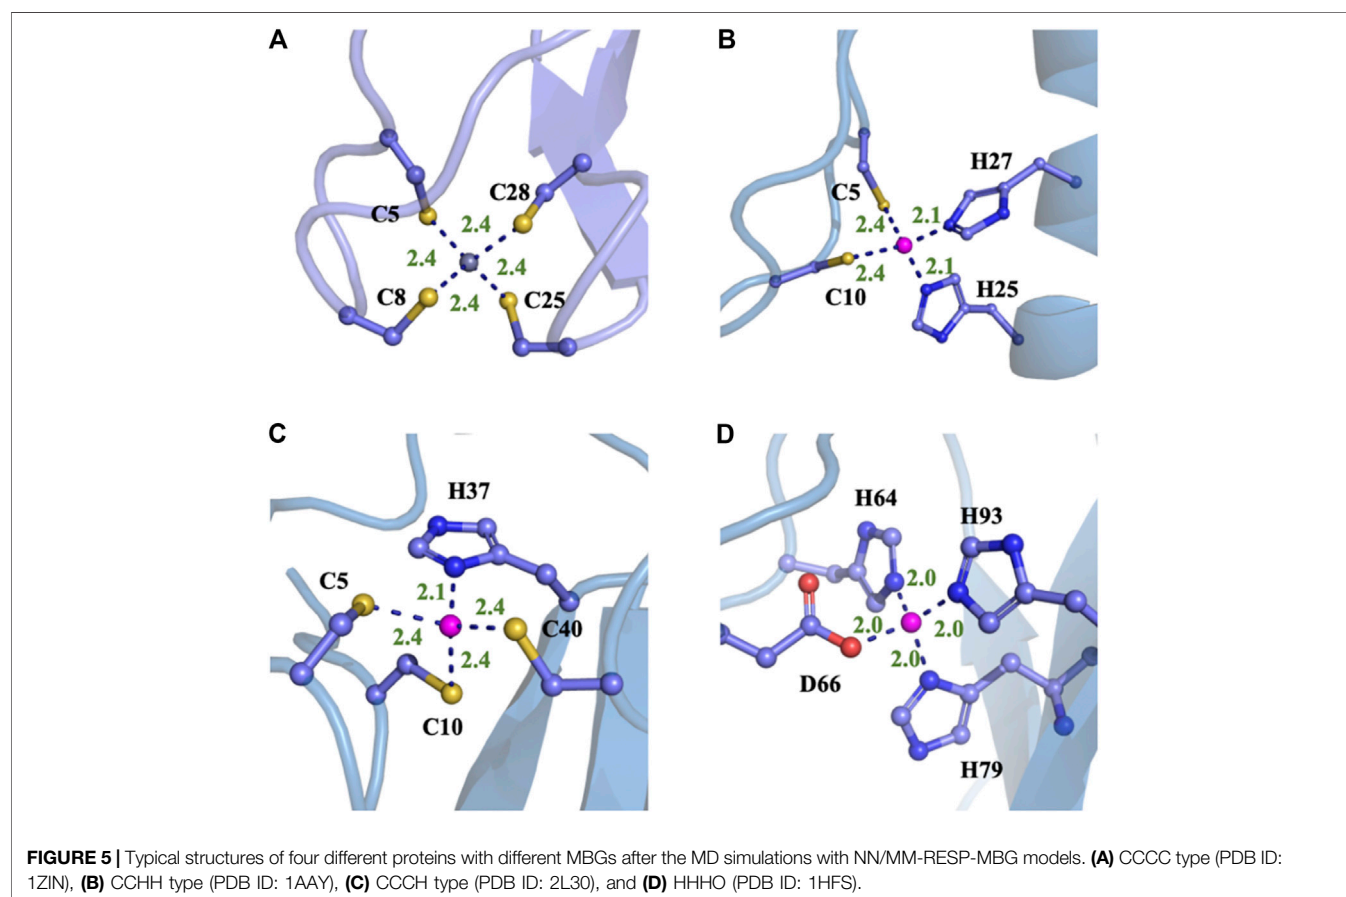 A
C5
C28
2.4
2.4
2.4
C8
2.4
C25
B
H27
C5
2.4
2.1
2.4
2.1
C10
H25
C
H37
C5
2.1
2.4
2.4
C40
2.4
C10
D
H64
H93
2.0
2.0
2.0
2.0
D66
H79
FIGURE 5 | Typical structures of four different proteins with different MBGs after the MD simulations with NN/MM-RESP-MBG models. (A) CCCC type (PDB ID:
1ZIN), (B) CCHH type (PDB ID: 1AAY), (C) CCCH type (PDB ID: 2L30), and (D) HHHO (PDB ID: 1HFS).